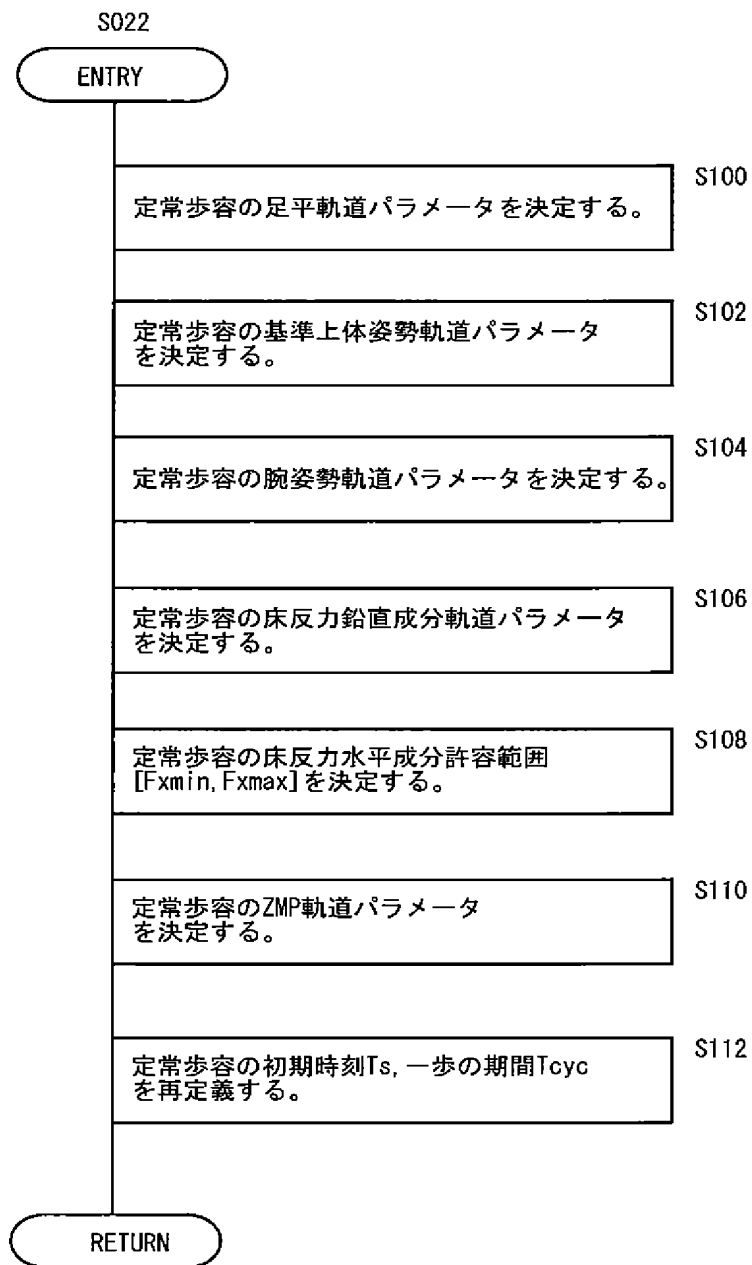 S022
ENTRY
S100
定常歩容の足平軌道パラメータを決定する。
S102
定常歩容の基準上体姿勢軌道パラメータ
を決定する。
S104
定常歩容の腕姿勢軌道パラメータを決定する。
S106
定常歩容の床反力鉛直成分軌道パラメータ
を決定する。
S108
定常歩容の床反力水平成分許容範囲
[Fxmin,Fxmax]を決定する。
S110
定常歩容のZMP軌道パラメータ
を決定する。
S112
定常歩容の初期時刻Ts,一歩の期間Tcyc
を再定義する。
RETURN